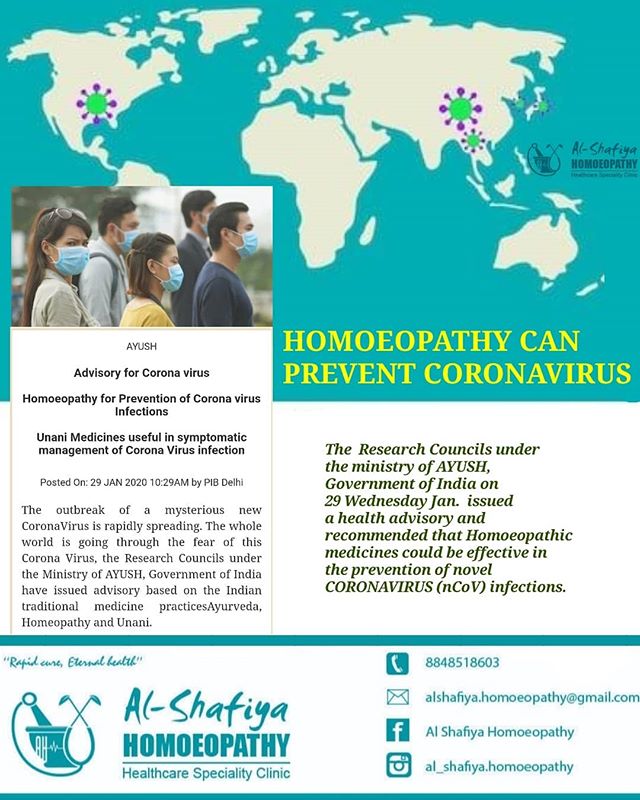 Al-Shafiya
HOMOEOPATHY
Healthcare Speciality Clinic
HOMOEOPATHY CAN
PREVENT CORONAVIRUS
AYUSH
Advisory for Corona virus
Homoeopathy for Prevention of Corona virus
Infections
Unani Medicines useful in symptomatic
management of Corona Virus infection
Posted On: 29 JAN 2020 10:29AM by PIB Delhi
The outbreak of a mysterious new
CoronaVirus is rapidly spreading. The whole
world is going through the fear of this
Corona Virus, the Research Councils under
the Ministry of AYUSH, Government of India
have issued advisory based on the Indian
traditional medicine practicesAyurveda,
Homeopathy and Unani.
The Research Councils under
the ministry of AYUSH,
Government of India on
29 Wednesday Jan. issued
a health advisory and
recommended that Homoeopathic
medicines could be effective in
the prevention of novel
CORONAVIRUS (nCoV) infections.
"Rapid cure, Eternal health"
AH
Al-Shafiya
HOMOEOPATHY
Healthcare Speciality Clinic
8848518603
alshafiya.homoeopathy@gmail.com
Al Shafiya Homoeopathy
al_shafiya.homoeopathy